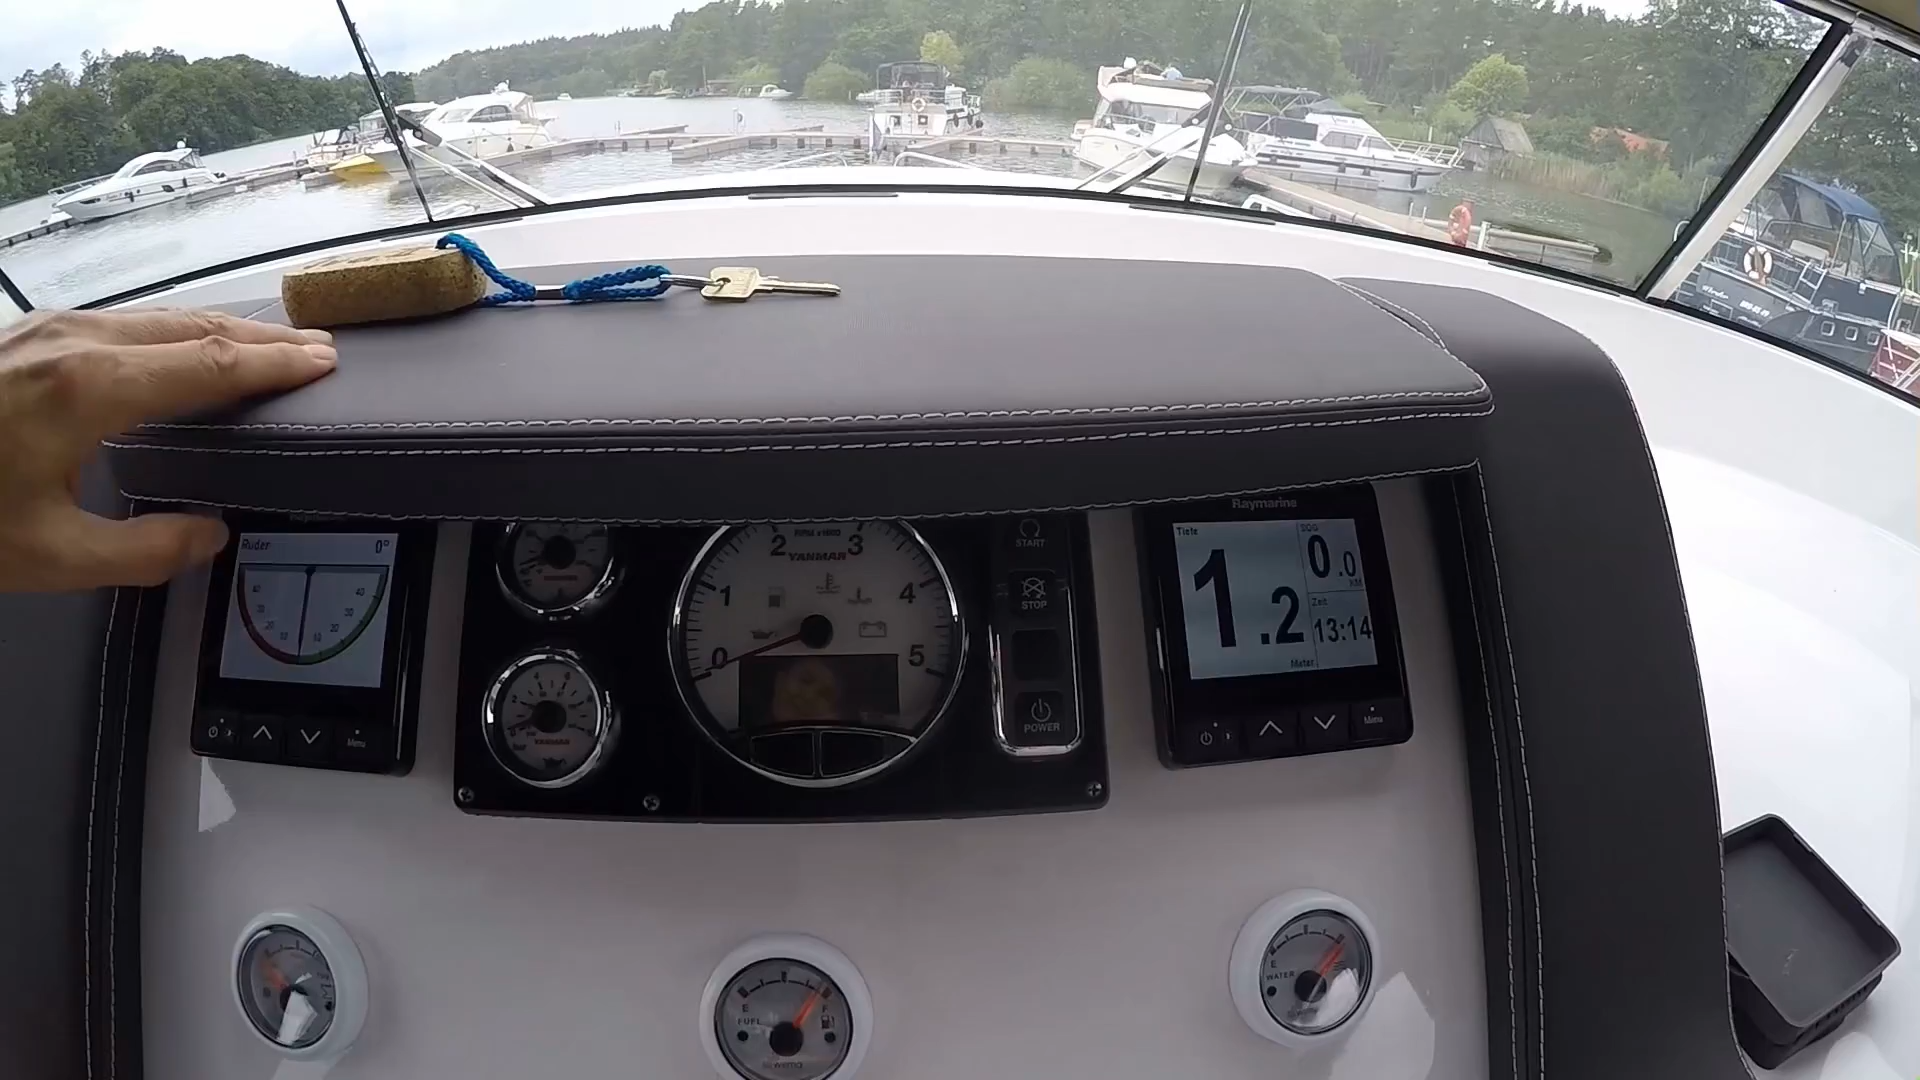 Ruder 0°
40 40
30 30
20 20
10 10
2 RPM x1000 3
YANMAR
1 4
0 5
YANMAR
START
STOP
POWER
Menu
Raymarine
Tiefe SOG
1.2 0.0
Zeit
13:14
Meter
Menu
E F
FUEL
E
WATER